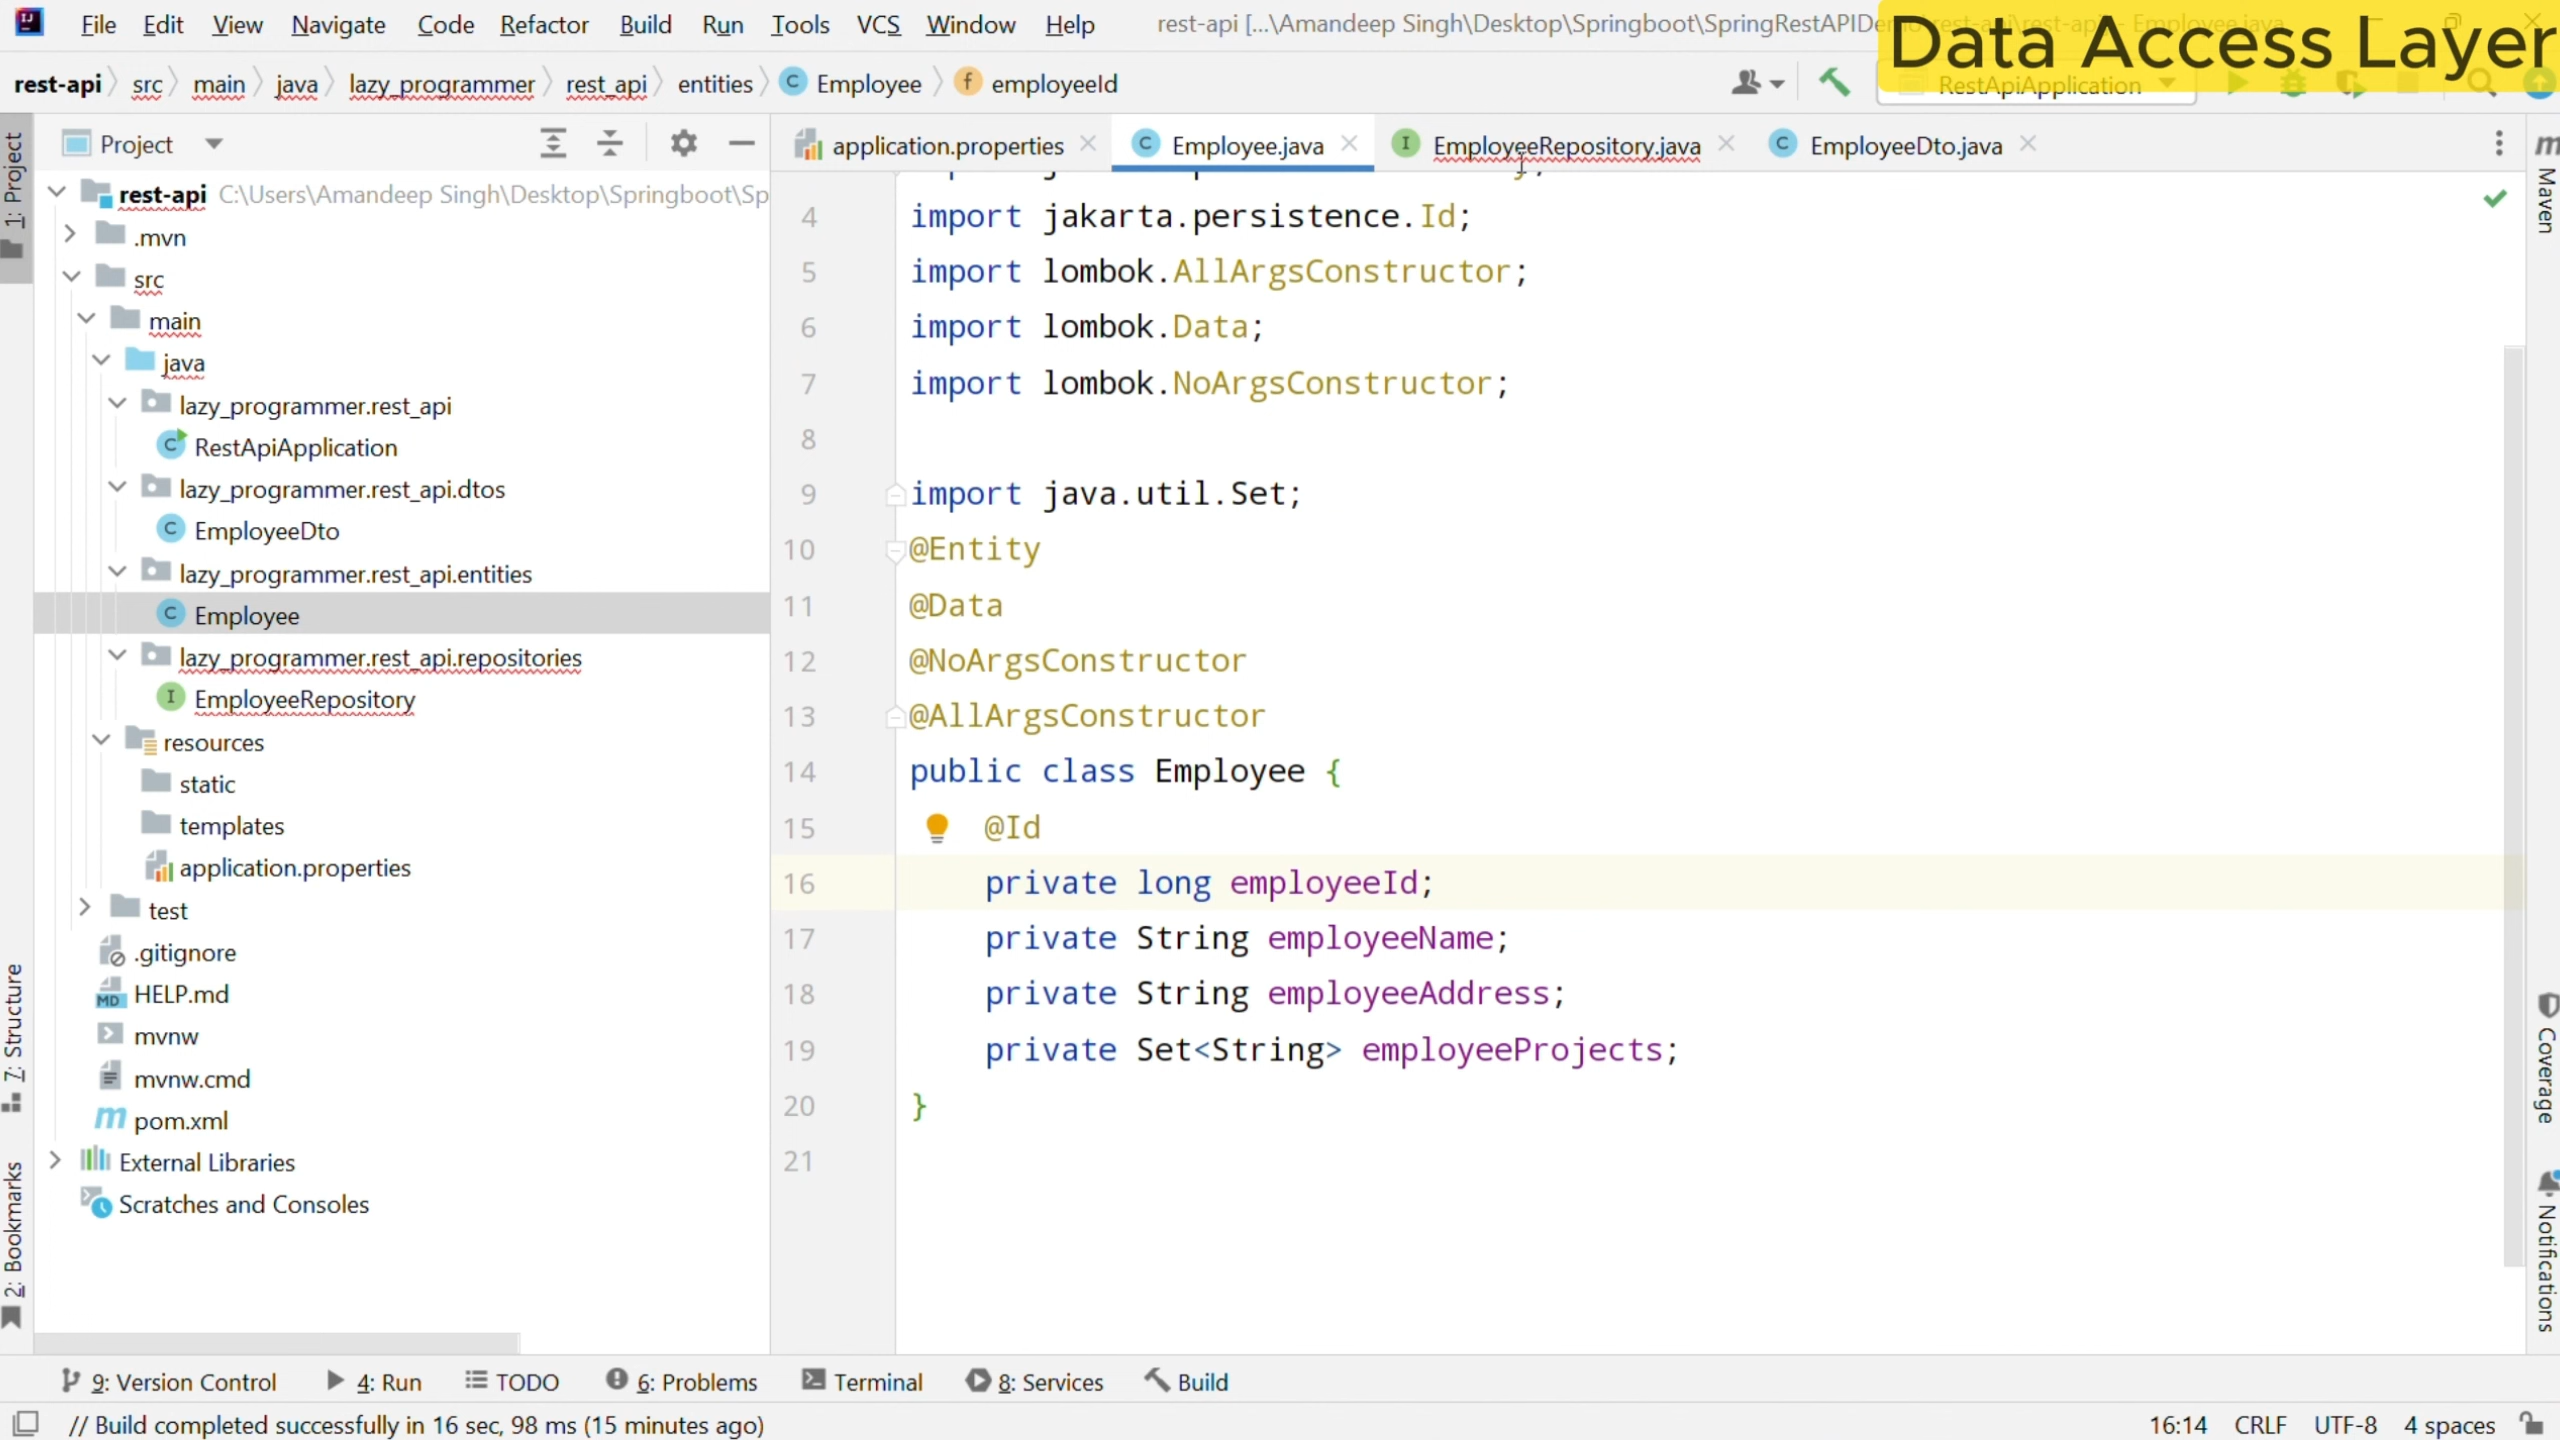 File Edit View Navigate Code Refactor Build Run Tools VCS Window Help rest-api [...\Amandeep Singh\Desktop\Springboot\SpringRestAPIDe
Data Access Layer
rest-api src main java lazy_programmer rest_api entities Employee employeeId RestApiApplication
Project
application.properties Employee.java EmployeeRepository.java EmployeeDto.java
1: Project
Maven
rest-api C:\Users\Amandeep Singh\Desktop\Springboot\Sp
.mvn
src
main
java
lazy_programmer.rest_api
RestApiApplication
lazy_programmer.rest_api.dtos
EmployeeDto
lazy_programmer.rest_api.entities
Employee
lazy_programmer.rest_api.repositories
EmployeeRepository
resources
static
templates
application.properties
test
.gitignore
HELP.md
mvnw
mvnw.cmd
pom.xml
External Libraries
Scratches and Consoles
7: Structure
2: Bookmarks
4 import jakarta.persistence.Id;
5 import lombok.AllArgsConstructor;
6 import lombok.Data;
7 import lombok.NoArgsConstructor;
8
9 import java.util.Set;
10 @Entity
11 @Data
12 @NoArgsConstructor
13 @AllArgsConstructor
14 public class Employee {
15 @Id
16 private long employeeId;
17 private String employeeName;
18 private String employeeAddress;
19 private Set<String> employeeProjects;
20 }
21
Coverage
Notifications
9: Version Control 4: Run TODO 6: Problems Terminal 8: Services Build
// Build completed successfully in 16 sec, 98 ms (15 minutes ago) 16:14 CRLF UTF-8 4 spaces